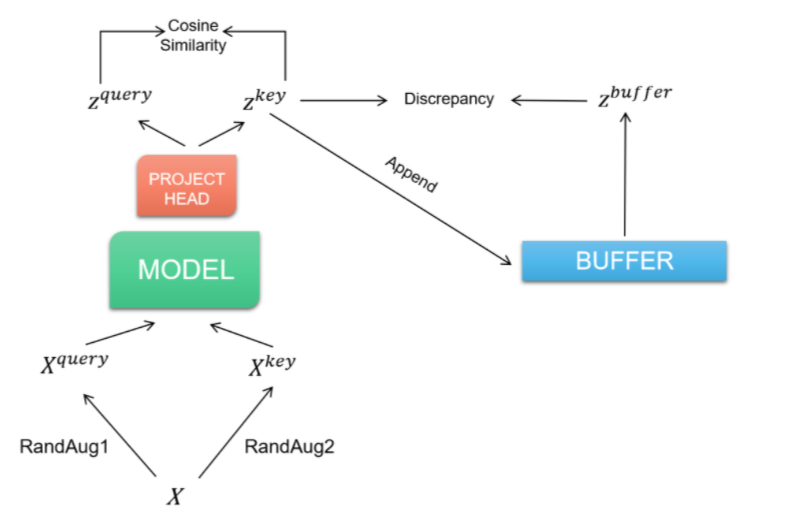 Cosine
Similarity
z^query
z^key
Discrepancy
z^buffer
Append
PROJECT
HEAD
MODEL
BUFFER
X^query
X^key
RandAug1
RandAug2
X